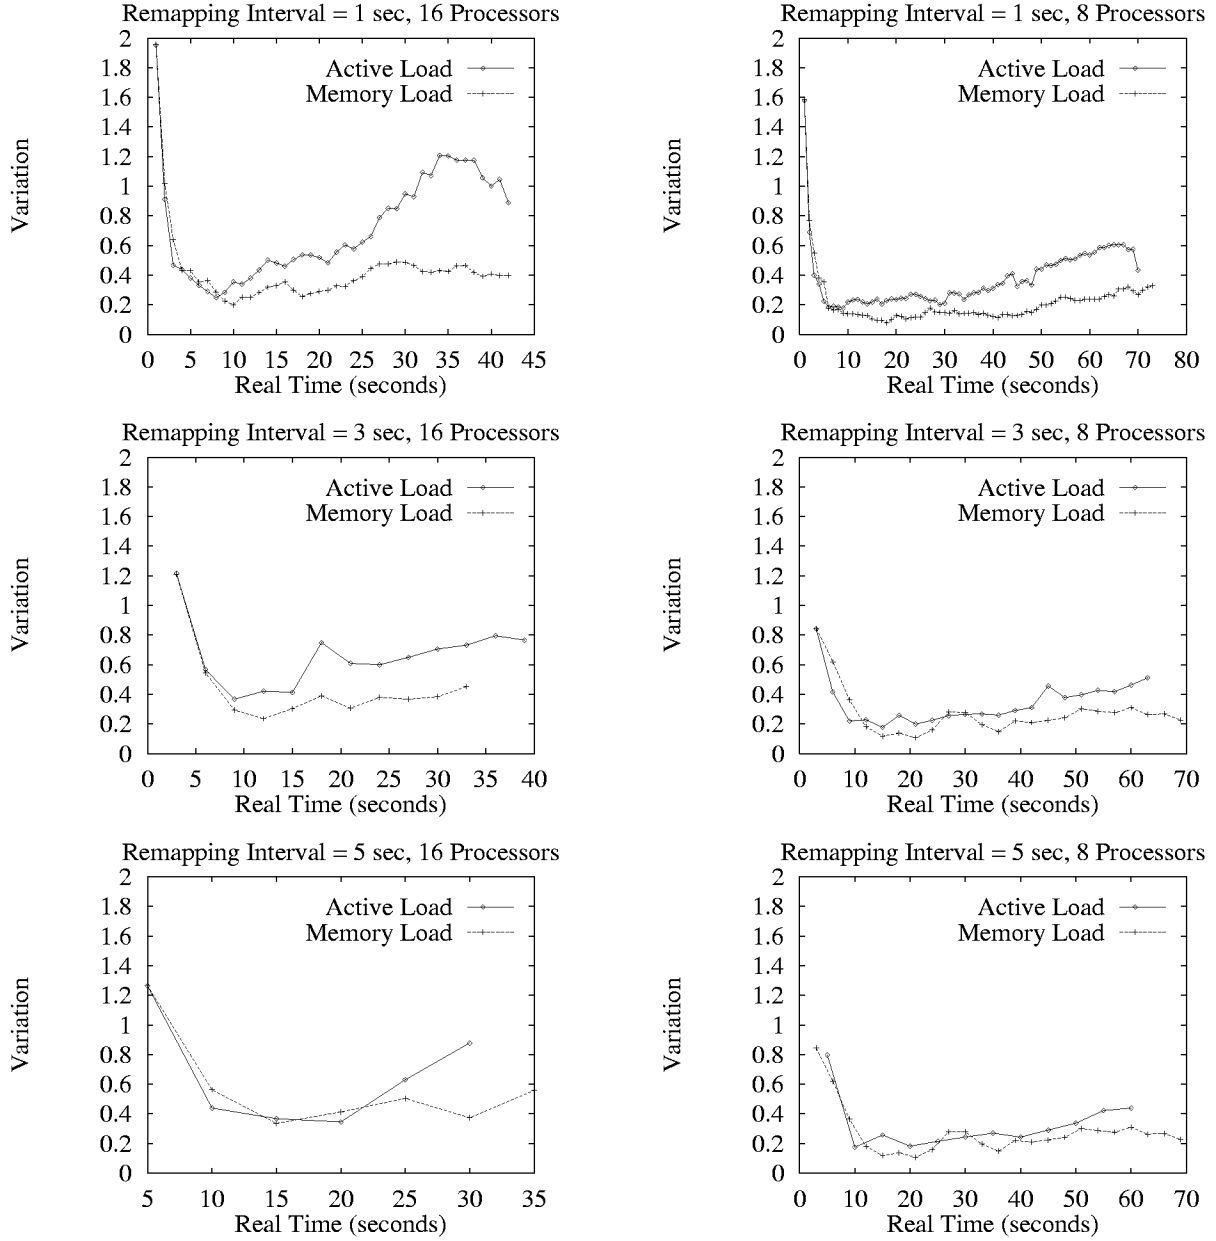 Remapping Interval = 1 sec, 16 Processors
2
1.8
1.6
1.4
1.2
1
0.8
0.6
0.4
0.2
0
Variation
Active Load
Memory Load
0 5 10 15 20 25 30 35 40 45
Real Time (seconds)
Remapping Interval = 1 sec, 8 Processors
2
1.8
1.6
1.4
1.2
1
0.8
0.6
0.4
0.2
0
Variation
Active Load
Memory Load
0 10 20 30 40 50 60 70 80
Real Time (seconds)
Remapping Interval = 3 sec, 16 Processors
2
1.8
1.6
1.4
1.2
1
0.8
0.6
0.4
0.2
0
Variation
Active Load
Memory Load
0 5 10 15 20 25 30 35 40
Real Time (seconds)
Remapping Interval = 3 sec, 8 Processors
2
1.8
1.6
1.4
1.2
1
0.8
0.6
0.4
0.2
0
Variation
Active Load
Memory Load
0 10 20 30 40 50 60 70
Real Time (seconds)
Remapping Interval = 5 sec, 16 Processors
2
1.8
1.6
1.4
1.2
1
0.8
0.6
0.4
0.2
0
Variation
Active Load
Memory Load
5 10 15 20 25 30 35
Real Time (seconds)
Remapping Interval = 5 sec, 8 Processors
2
1.8
1.6
1.4
1.2
1
0.8
0.6
0.4
0.2
0
Variation
Active Load
Memory Load
0 10 20 30 40 50 60 70
Real Time (seconds)